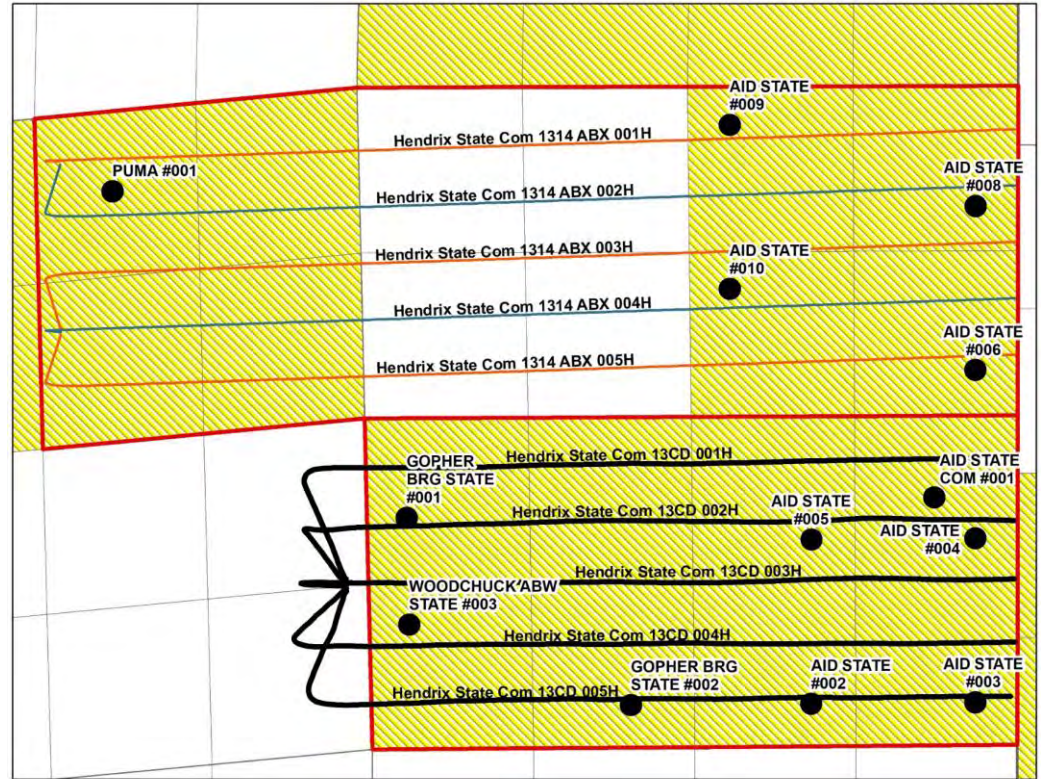 AID STATE
#009
Hendrix State Com 1314 ABX 001H
PUMA #001
AID STATE
#008
Hendrix State Com 1314 ABX 002H
Hendrix State Com 1314 ABX 003H
AID STATE
#010
Hendrix State Com 1314 ABX 004H
AID STATE
#006
Hendrix State Com 1314 ABX 005H
Hendrix State Com 13CD 001H
GOPHER
BRG STATE
#001
AID STATE
COM #001
AID STATE
#005
Hendrix State Com 13CD 002H
AID STATE
#004
Hendrix State Com 13CD 003H
WOODCHUCK ABW
STATE #003
Hendrix State Com 13CD 004H
GOPHER BRG
STATE #002
AID STATE
#002
AID STATE
#003
Hendrix State Com 13CD 005H